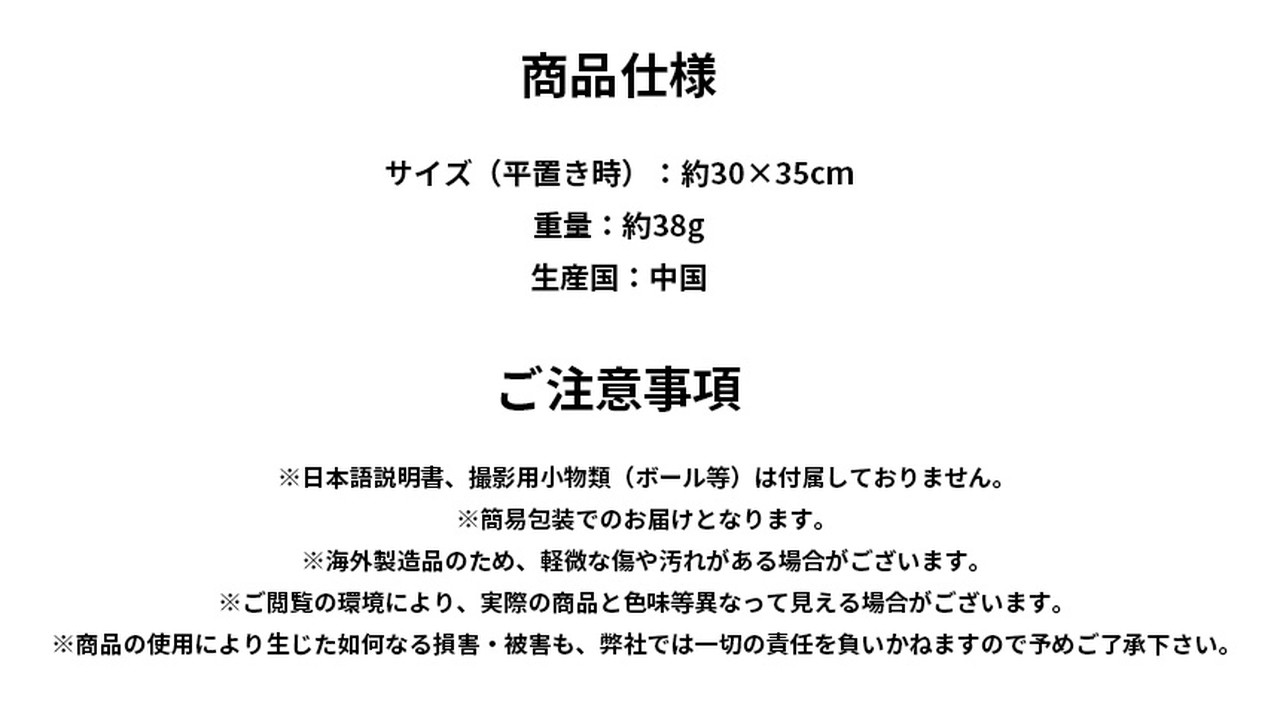 商品仕様
サイズ（平置き時）：約30×35cm
重量：約38g
生産国：中国
ご注意事項
※日本語説明書、撮影用小物類（ボール等）は付属しておりません。
※簡易包装でのお届けとなります。
※海外製造品のため、軽微な傷や汚れがある場合がございます。
※ご閲覧の環境により、実際の商品と色味等異なって見える場合がございます。
※商品の使用により生じた如何なる損害・被害も、弊社では一切の責任を負いかねますので予めご了承下さい。